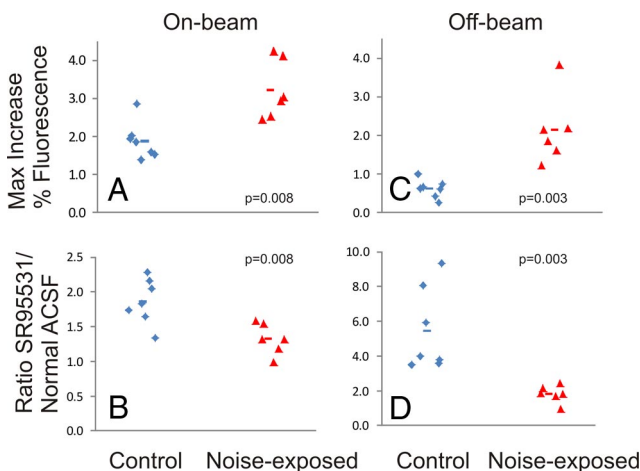 On-beam
Off-beam
Max Increase
% Fluorescence
4.0
3.0
2.0
1.0
0.0
A
p=0.008
4.0
3.0
2.0
1.0
0.0
C
p=0.003
Ratio SR95531/
Normal ACSF
2.5
2.0
1.5
1.0
0.5
0.0
B
p=0.008
10.0
8.0
6.0
4.0
2.0
0.0
D
p=0.003
Control
Noise-exposed
Control
Noise-exposed